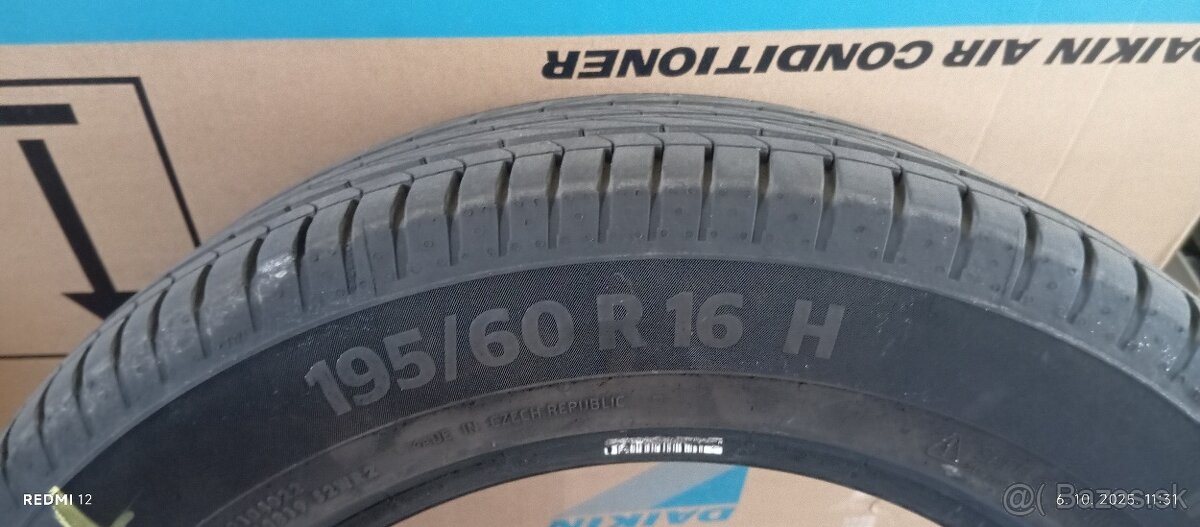 DAIKIN AIR CONDITIONER
195/60 R 16 H
MADE IN CZECH REPUBLIC
DAIKIN
REDMI 12
6. 10. 2025 11:31
@Bazos.sk